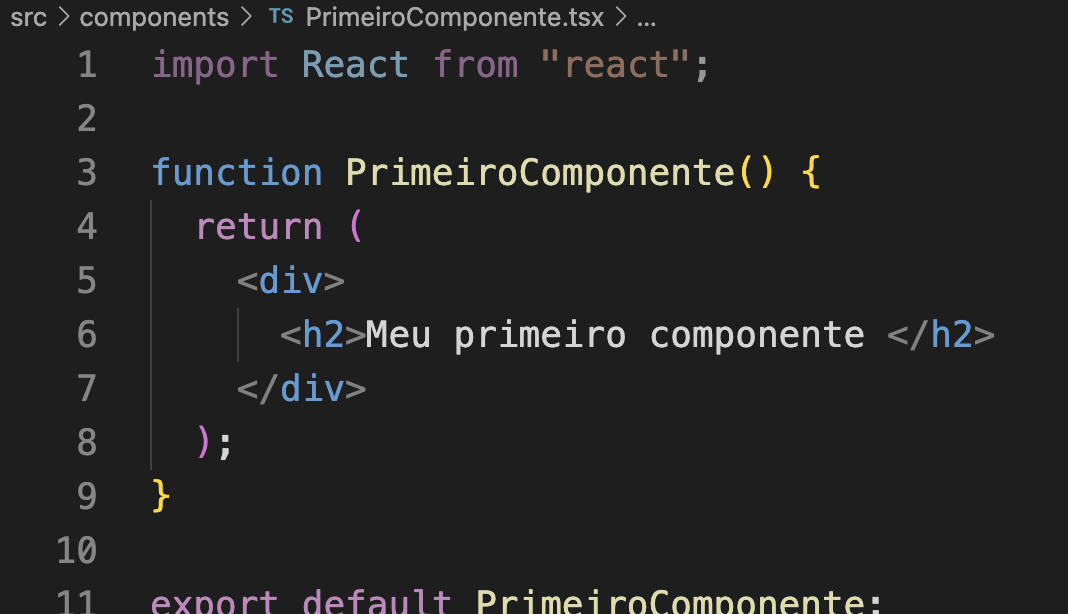 src > components > TS PrimeiroComponente.tsx > ...
1 import React from "react";
2
3 function PrimeiroComponente() {
4 return (
5 <div>
6 <h2>Meu primeiro componente </h2>
7 </div>
8 );
9 }
10
11 export default PrimeiroComponente;